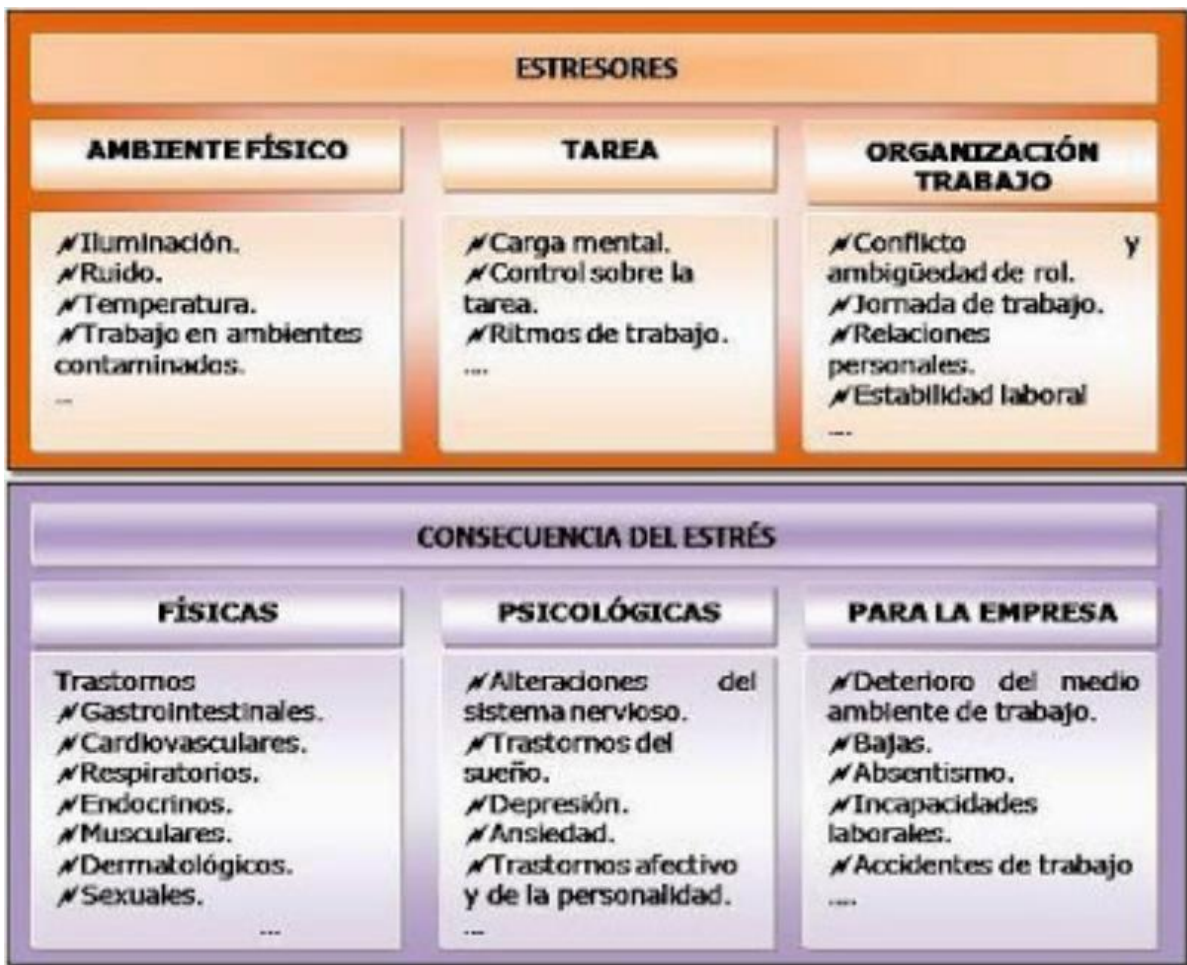 ESTRESORES
AMBIENTE FÍSICO
Iluminación.
Ruido.
Temperatura.
Trabajo en ambientes
contaminados.
...
TAREA
Carga mental.
Control sobre la
tarea.
Ritmos de trabajo.
....
ORGANIZACIÓN
TRABAJO
Conflicto y
ambigüedad de rol.
Jornada de trabajo.
Relaciones
personales.
Estabilidad laboral
....
CONSECUENCIA DEL ESTRÉS
FÍSICAS
Trastornos
Gastrointestinales.
Cardiovasculares.
Respiratorios.
Endocrinos.
Musculares.
Dermatológicos.
Sexuales.
...
PSICOLÓGICAS
Alteraciones del
sistema nervioso.
Trastornos del
sueño.
Depresión.
Ansiedad.
Trastornos afectivo
y de la personalidad.
...
PARA LA EMPRESA
Deterioro del medio
ambiente de trabajo.
Bajas.
Absentismo.
Incapacidades
laborales.
Accidentes de trabajo
....